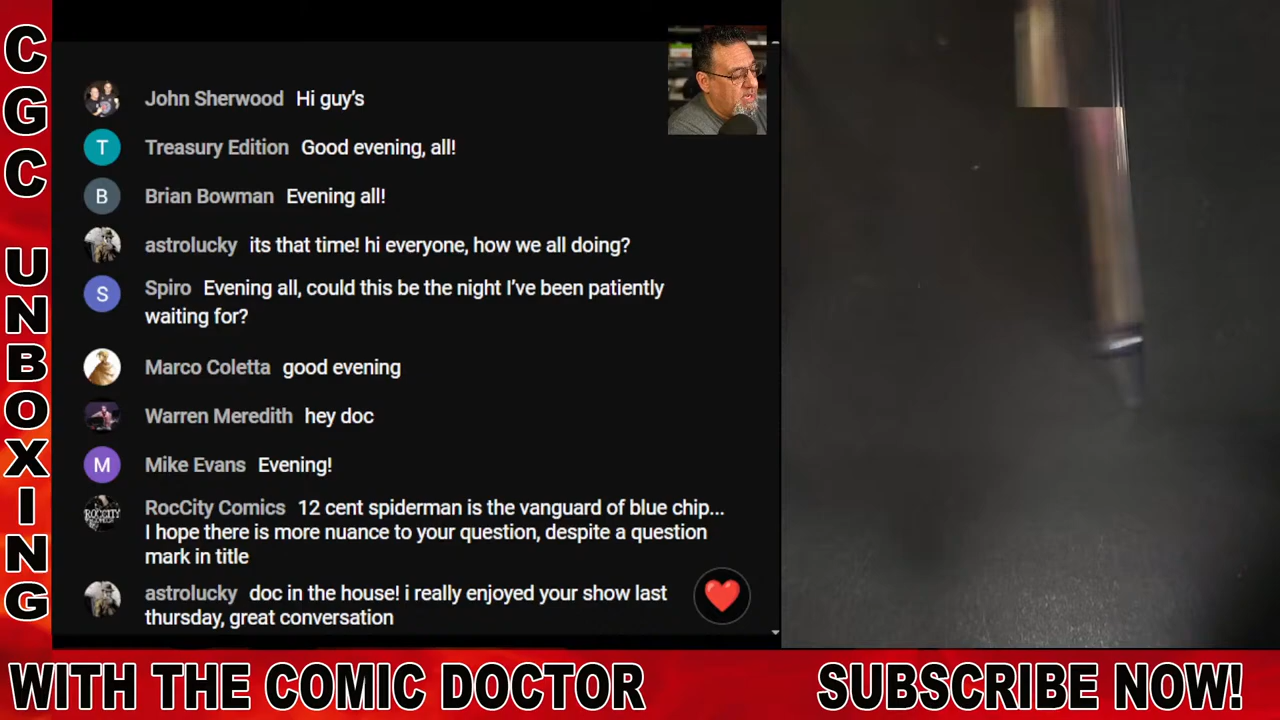 CGC UNBOXING
John Sherwood Hi guy's
T Treasury Edition Good evening, all!
B Brian Bowman Evening all!
astrolucky its that time! hi everyone, how we all doing?
S Spiro Evening all, could this be the night I've been patiently
waiting for?
Marco Coletta good evening
Warren Meredith hey doc
M Mike Evans Evening!
ROCCITY
RocCity Comics 12 cent spiderman is the vanguard of blue chip...
I hope there is more nuance to your question, despite a question
mark in title
astrolucky doc in the house! i really enjoyed your show last
thursday, great conversation
WITH THE COMIC DOCTOR
SUBSCRIBE NOW!